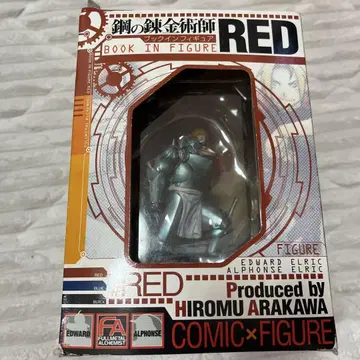 鋼の錬金術師
ブックインフィギュア
BOOK IN FIGURE
RED
FIGURE
EDWARD ELRIC
ALPHONSE ELRIC
RED
RED
Produced by
HIROMU ARAKAWA
EDWARD
FA
FULLMETAL
ALCHEMIST
ALPHONSE
COMIC×FIGURE